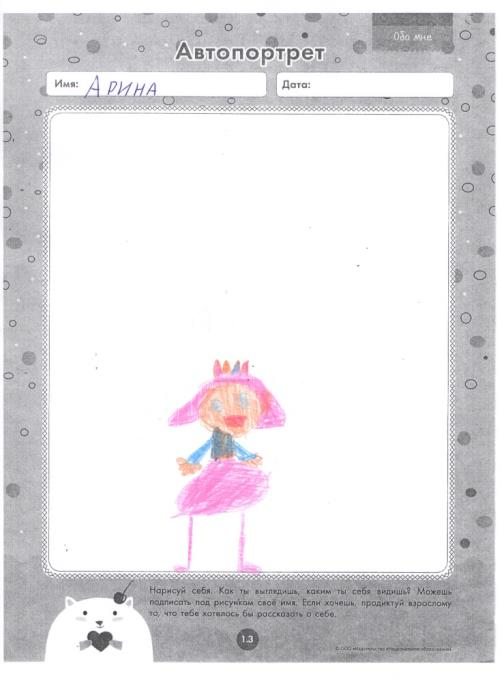 Обо мне
Автопортрет
Имя: АРИНА
Дата:
Нарисуй себя. Как ты выглядишь, каким ты себя видишь? Можешь
подписать под рисунком своё имя. Если хочешь, продиктуй взрослому
то, что тебе хотелось бы рассказать о себе.
1.3
© ООО «Издательство «Национальное образование»